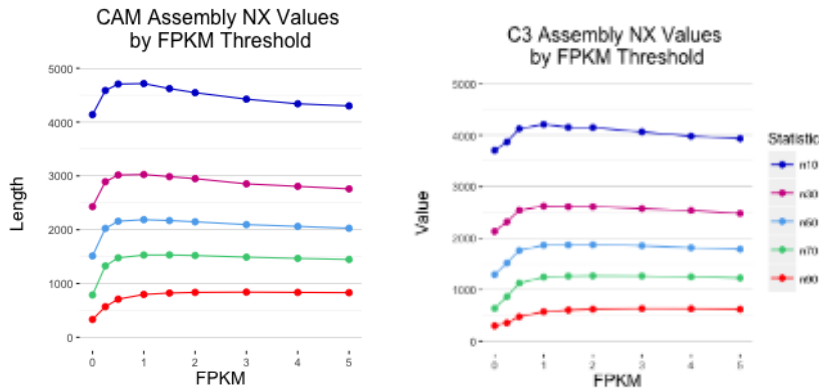 CAM Assembly NX Values
by FPKM Threshold
5000
4000
3000
2000
1000
0
Length
0 1 2 3 4 5
FPKM
C3 Assembly NX Values
by FPKM Threshold
5000
4000
3000
2000
1000
0
Value
0 1 2 3 4 5
FPKM
Statistic
n10
n30
n50
n70
n90